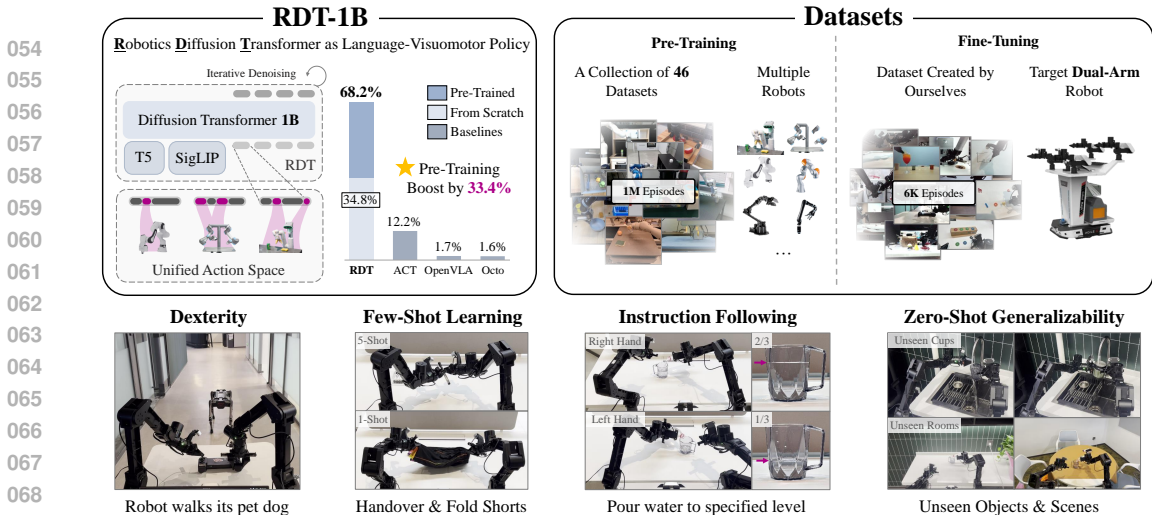 054
055
056
057
058
059
060
061
062
063
064
065
066
067
068
RDT-1B
Robotics Diffusion Transformer as Language-Visuomotor Policy
Iterative Denoising
Diffusion Transformer 1B
T5
SigLIP
RDT
Unified Action Space
68.2%
Pre-Trained
From Scratch
Baselines
Pre-Training
Boost by 33.4%
34.8%
12.2%
1.7%
1.6%
RDT
ACT
OpenVLA
Octo
Datasets
Pre-Training
A Collection of 46
Datasets
Multiple
Robots
1M Episodes
...
Fine-Tuning
Dataset Created by
Ourselves
Target Dual-Arm
Robot
6K Episodes
Dexterity
Robot walks its pet dog
Few-Shot Learning
5-Shot
1-Shot
Handover & Fold Shorts
Instruction Following
Right Hand
2/3
Left Hand
1/3
Pour water to specified level
Zero-Shot Generalizability
Unseen Cups
Unseen Rooms
Unseen Objects & Scenes